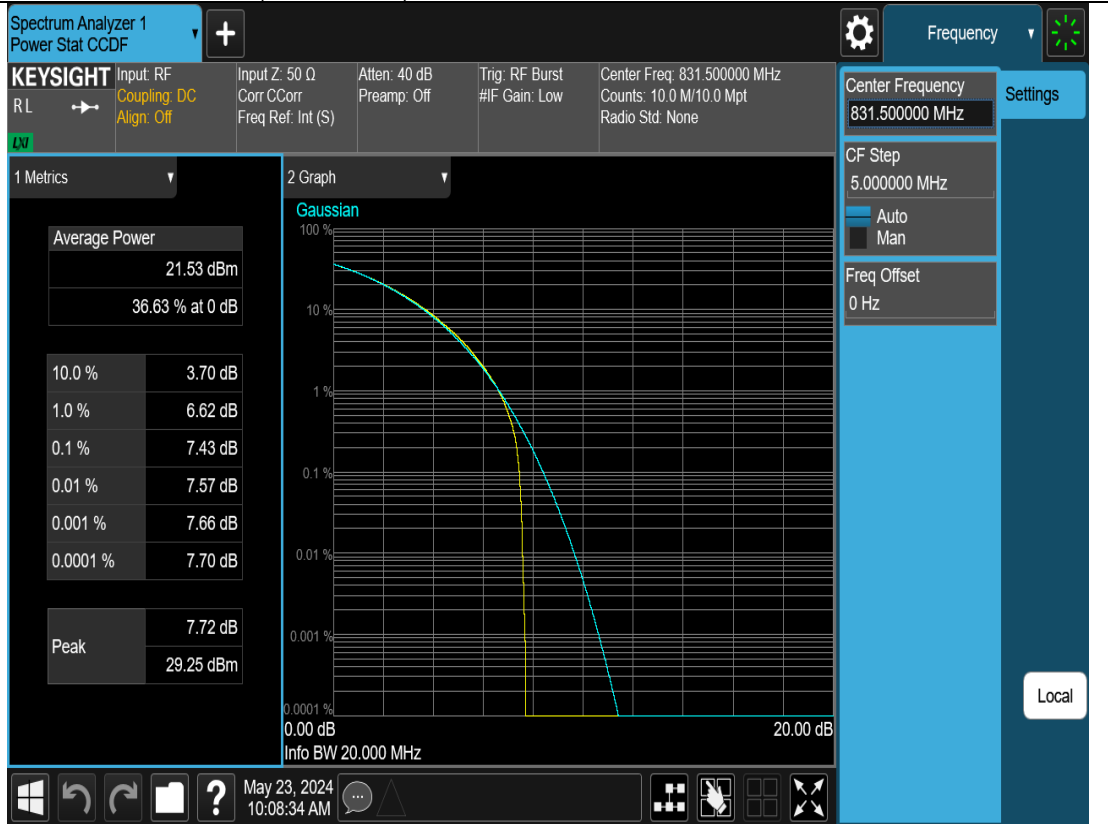 Spectrum Analyzer 1
Power Stat CCDF
+
Frequency
KEYSIGHT
RL
LXI
Input: RF
Coupling: DC
Align: Off
Input Z: 50 Ω
Corr CCorr
Freq Ref: Int (S)
Atten: 40 dB
Preamp: Off
Trig: RF Burst
#IF Gain: Low
Center Freq: 831.500000 MHz
Counts: 10.0 M/10.0 Mpt
Radio Std: None
1 Metrics
Average Power
21.53 dBm
36.63 % at 0 dB
10.0 % 3.70 dB
1.0 % 6.62 dB
0.1 % 7.43 dB
0.01 % 7.57 dB
0.001 % 7.66 dB
0.0001 % 7.70 dB
Peak
7.72 dB
29.25 dBm
2 Graph
Gaussian
100 %
10 %
1 %
0.1 %
0.01 %
0.001 %
0.0001 %
0.00 dB 20.00 dB
Info BW 20.000 MHz
Center Frequency
831.500000 MHz
CF Step
5.000000 MHz
Auto
Man
Freq Offset
0 Hz
Settings
Local
?
May 23, 2024
10:08:34 AM